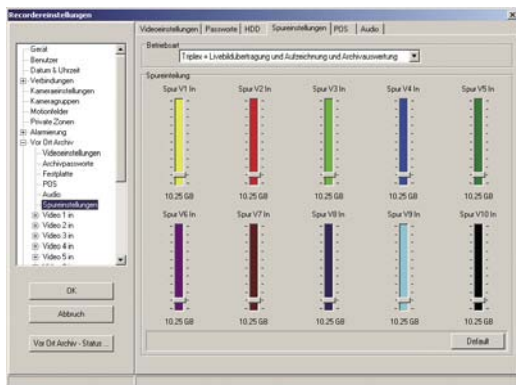 Recordereinstellungen
Gerät
Benutzer
Datum & Uhrzeit
Verbindungen
Kameraeinstellungen
Kameragruppen
Motionfelder
Private Zonen
Alarmierung
Vor Ort Archiv
Videoeinstellungen
Archivpassworte
Festplatte
POS
Audio
Spureinstellungen
Video 1 in
Video 2 in
Video 3 in
Video 4 in
Video 5 in
OK
Abbruch
Vor Ort Archiv - Status ...
Videoeinstellungen Passworte HDD Spureinstellungen POS Audio
Betriebsart
Triplex + Livebildübertragung und Aufzeichnung und Archivauswertung
Spureinteilung
Spur V1 In Spur V2 In Spur V3 In Spur V4 In Spur V5 In
10.25 GB 10.25 GB 10.25 GB 10.25 GB 10.25 GB
Spur V6 In Spur V7 In Spur V8 In Spur V9 In Spur V10 In
10.25 GB 10.25 GB 10.25 GB 10.25 GB 10.25 GB
Default